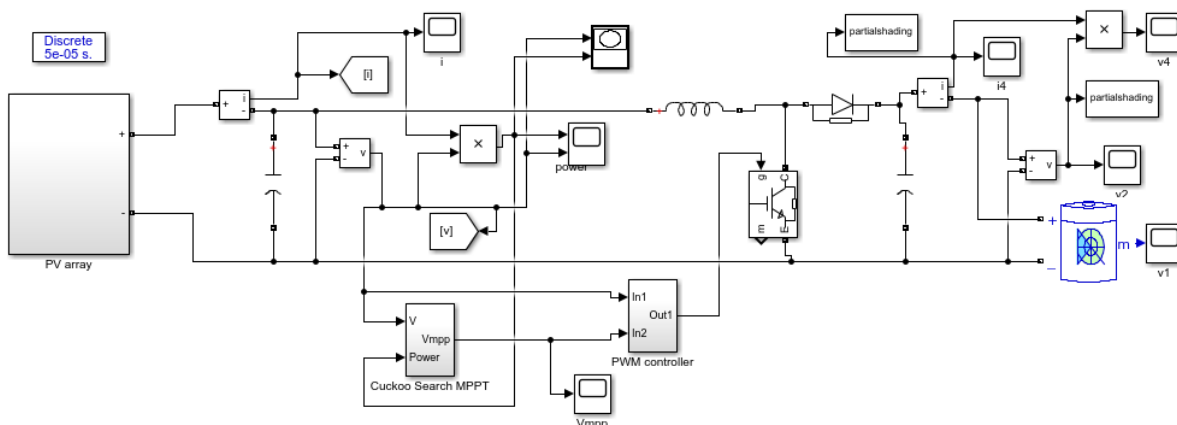 Discrete
5e-05 s.
PV array
+
-
+
i
-
[i]
i
+
-
v
×
power
[v]
V
Power
Vmpp
Cuckoo Search MPPT
In1
In2
Out1
PWM controller
Vmpp
g
C
m
E
partialshading
i4
+
i
-
×
v4
partialshading
+
-
v
v2
+
m
−
v1